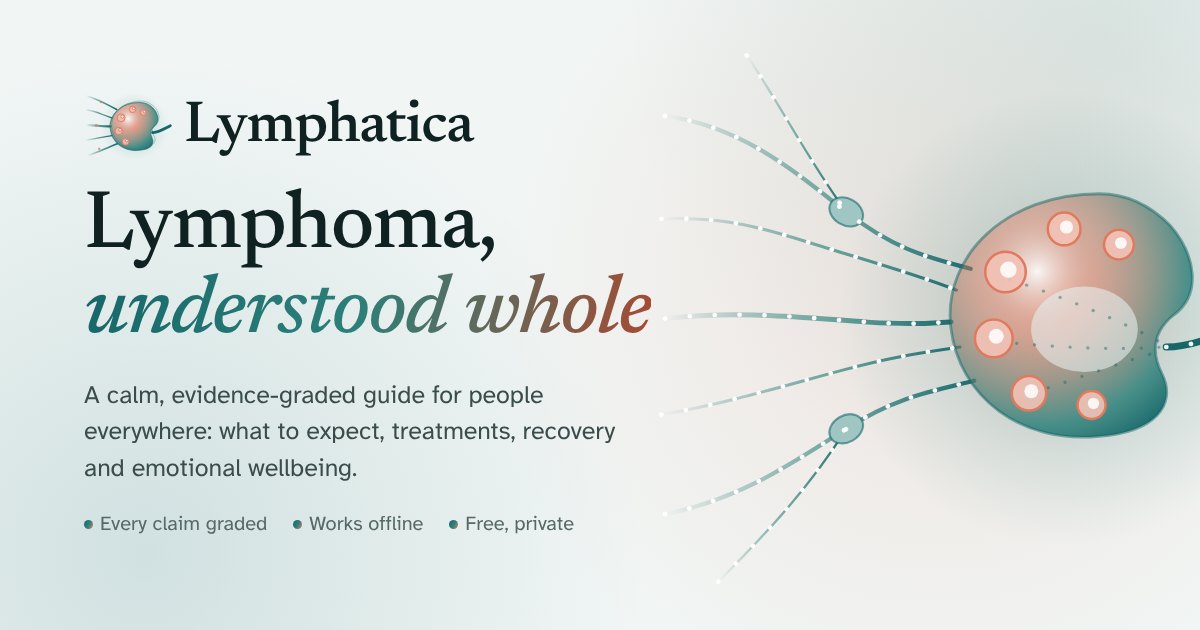 Lymphatica
Lymphoma,
understood whole
A calm, evidence-graded guide for people
everywhere: what to expect, treatments, recovery
and emotional wellbeing.
Every claim graded
Works offline
Free, private